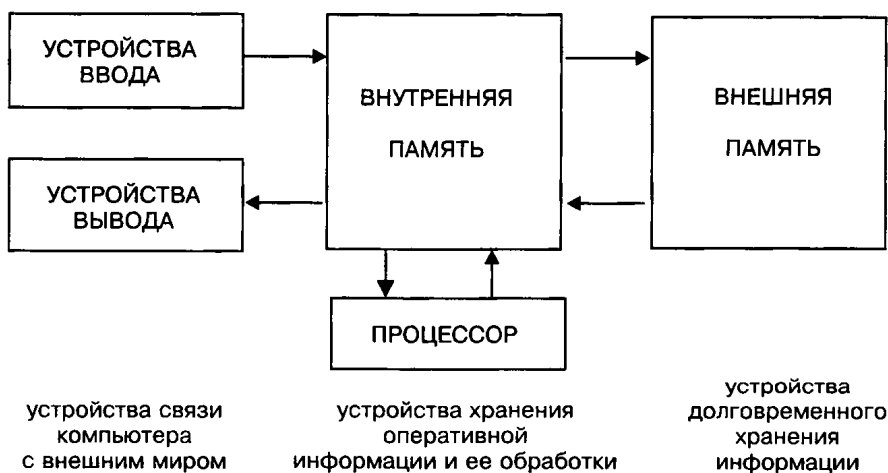 УСТРОЙСТВА
ВВОДА
ВНУТРЕННЯЯ
ПАМЯТЬ
ВНЕШНЯЯ
ПАМЯТЬ
УСТРОЙСТВА
ВЫВОДА
ПРОЦЕССОР
устройства связи
компьютера
с внешним миром
устройства хранения
оперативной
информации и ее обработки
устройства
долговременного
хранения
информации